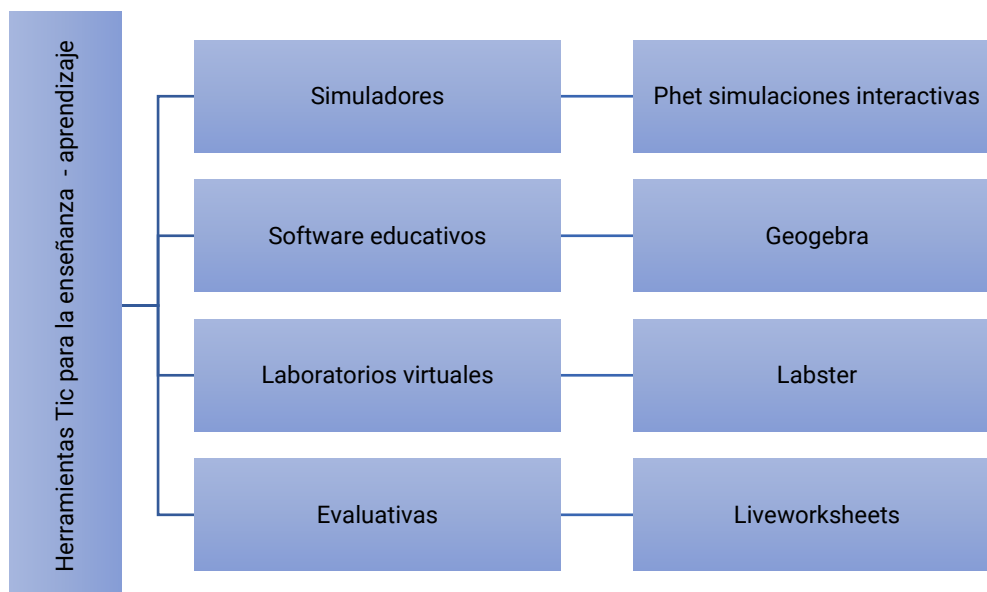 Herramientas Tic para la enseñanza - aprendizaje
Simuladores
Phet simulaciones interactivas
Software educativos
Geogebra
Laboratorios virtuales
Labster
Evaluativas
Liveworksheets